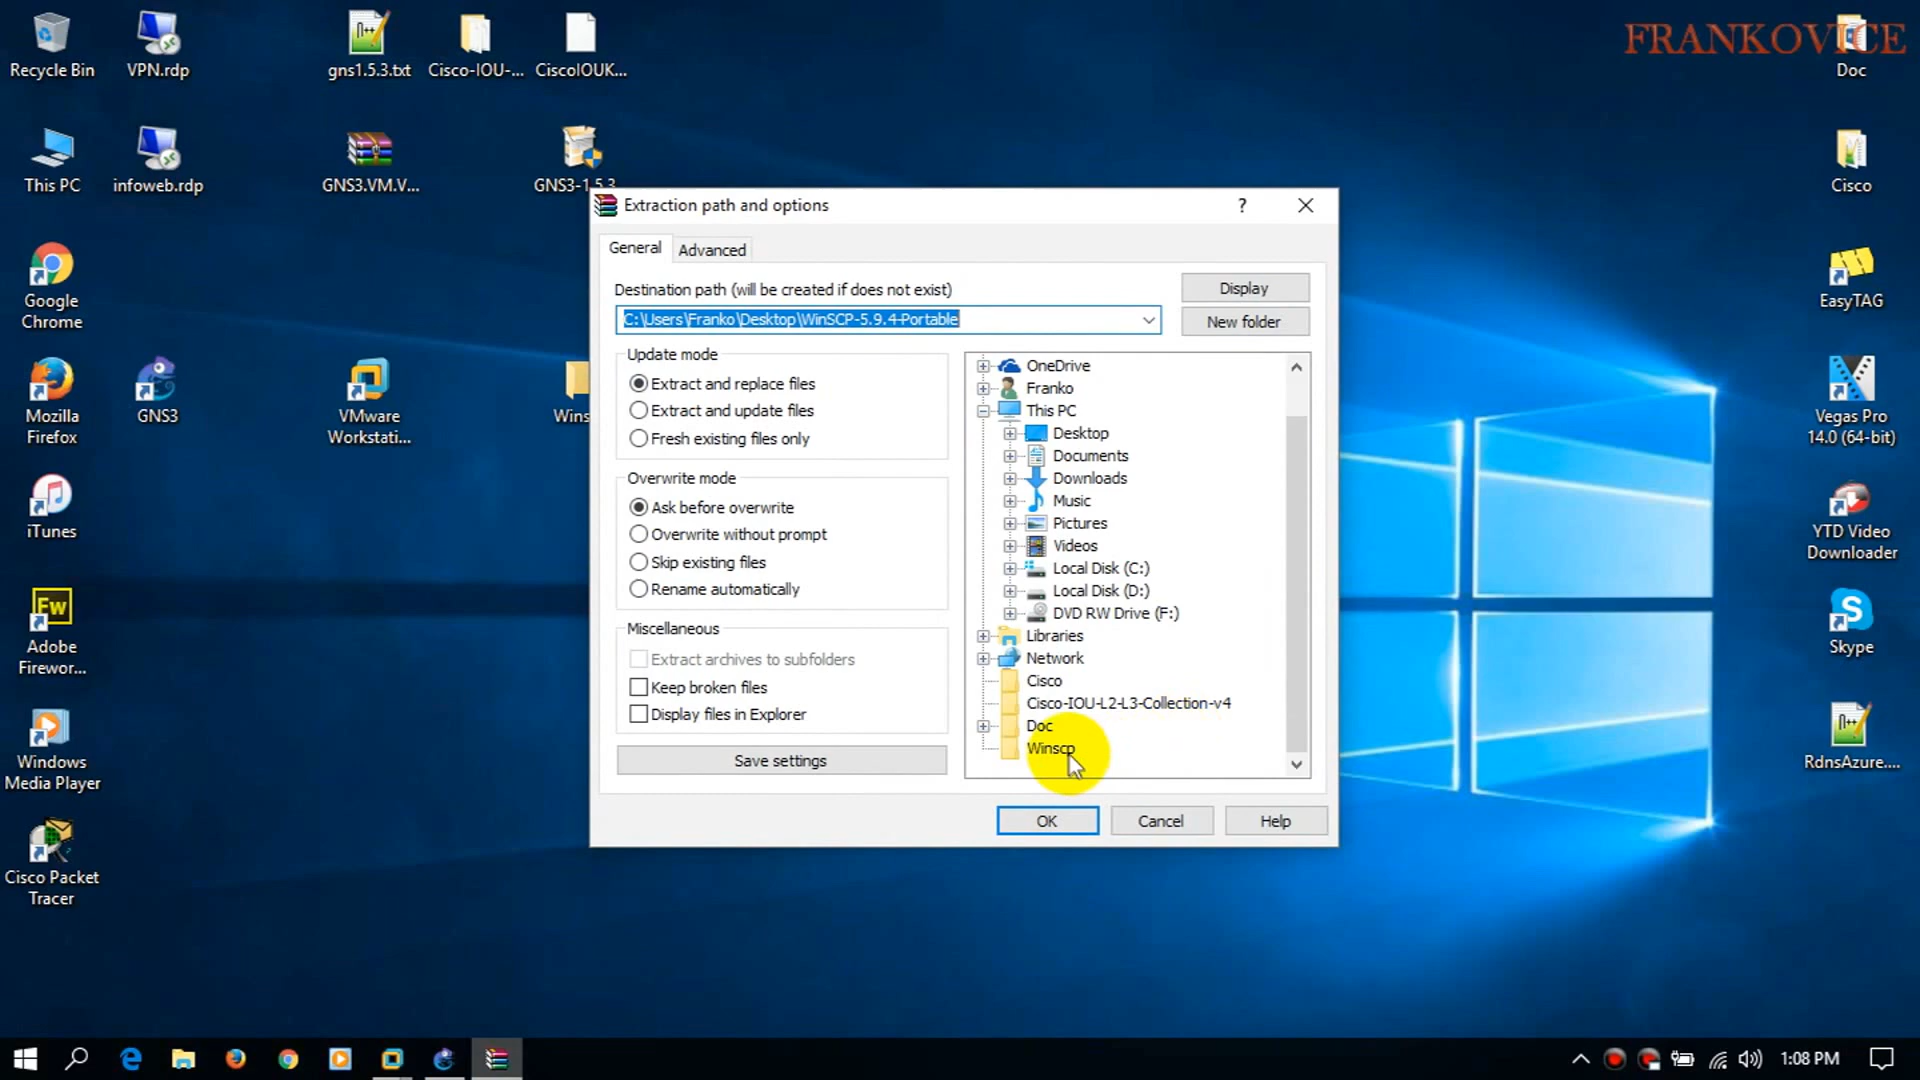 FRANKOVICE
Recycle Bin
VPN.rdp
gns1.5.3.txt
Cisco-IOU-...
CiscoIOUK...
Doc
This PC
infoweb.rdp
GNS3.VM.V...
GNS3-1.5.3
Cisco
Google
Chrome
EasyTAG
Mozilla
Firefox
GNS3
VMware
Workstati...
Wins
Vegas Pro
14.0 (64-bit)
iTunes
YTD Video
Downloader
Fw
Adobe
Firewor...
Skype
Windows
Media Player
RdnsAzure....
Cisco Packet
Tracer
Extraction path and options
?
General
Advanced
Destination path (will be created if does not exist)
Display
C:\Users\Franko\Desktop\WinSCP-5.9.4-Portable
New folder
Update mode
Extract and replace files
Extract and update files
Fresh existing files only
Overwrite mode
Ask before overwrite
Overwrite without prompt
Skip existing files
Rename automatically
Miscellaneous
Extract archives to subfolders
Keep broken files
Display files in Explorer
Save settings
OneDrive
Franko
This PC
Desktop
Documents
Downloads
Music
Pictures
Videos
Local Disk (C:)
Local Disk (D:)
DVD RW Drive (F:)
Libraries
Network
Cisco
Cisco-IOU-L2-L3-Collection-v4
Doc
Winscp
OK
Cancel
Help
1:08 PM